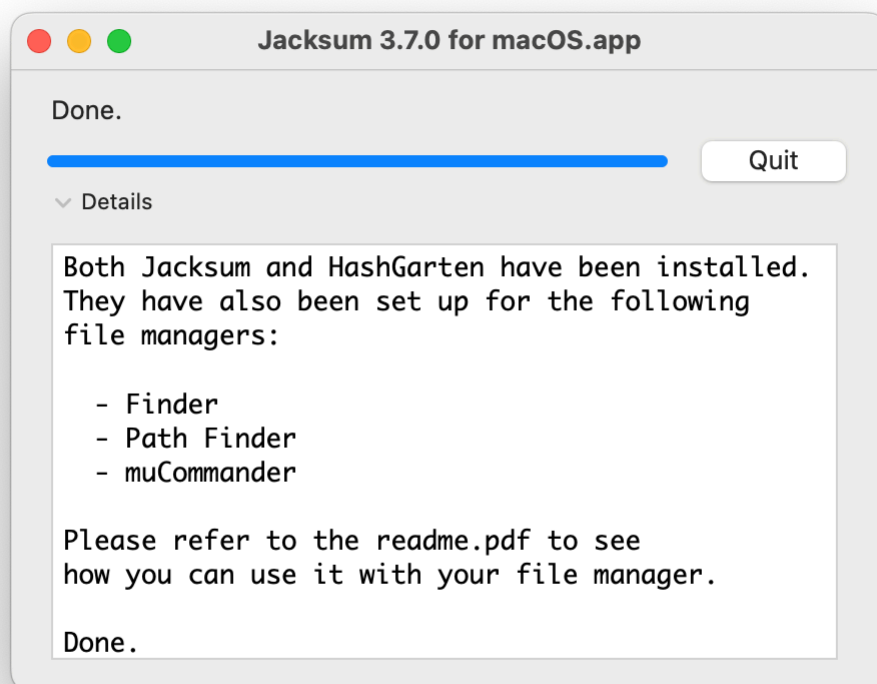 Jacksum 3.7.0 for macOS.app
Done.
Quit
Details
Both Jacksum and HashGarten have been installed.
They have also been set up for the following
file managers:
- Finder
- Path Finder
- muCommander
Please refer to the readme.pdf to see
how you can use it with your file manager.
Done.